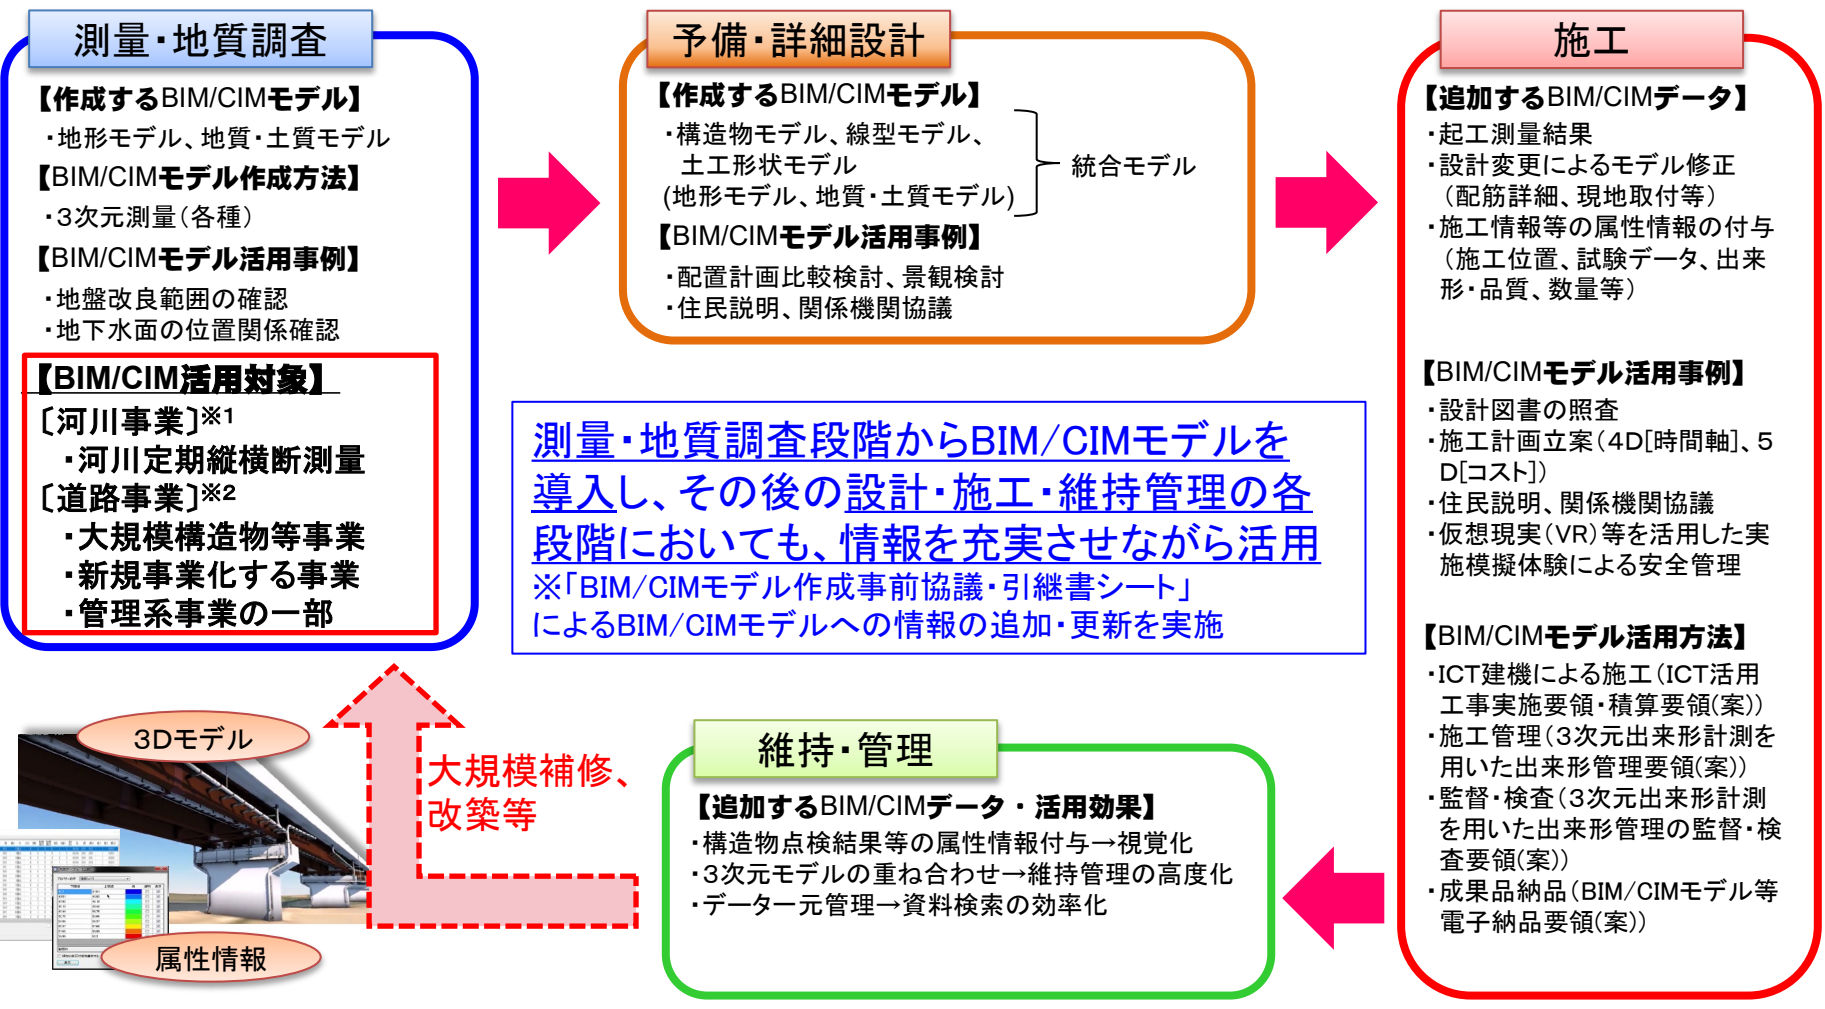 測量・地質調査
【作成するBIM/CIMモデル】
・地形モデル、地質・土質モデル
【BIM/CIMモデル作成方法】
・3次元測量(各種)
【BIM/CIMモデル活用事例】
・地盤改良範囲の確認
・地下水面の位置関係確認
【BIM/CIM活用対象】
〔河川事業〕※1
・河川定期縦横断測量
〔道路事業〕※2
・大規模構造物等事業
・新規事業化する事業
・管理系事業の一部
予備・詳細設計
【作成するBIM/CIMモデル】
・構造物モデル、線型モデル、
土工形状モデル
(地形モデル、地質・土質モデル)
統合モデル
【BIM/CIMモデル活用事例】
・配置計画比較検討、景観検討
・住民説明、関係機関協議
施工
【追加するBIM/CIMデータ】
・起工測量結果
・設計変更によるモデル修正
(配筋詳細、現地取付等)
・施工情報等の属性情報の付与
(施工位置、試験データ、出来
形・品質、数量等)
【BIM/CIMモデル活用事例】
・設計図書の照査
・施工計画立案(4D[時間軸]、5
D[コスト])
・住民説明、関係機関協議
・仮想現実(VR)等を活用した実
施模擬体験による安全管理
【BIM/CIMモデル活用方法】
・ICT建機による施工(ICT活用
工事実施要領・積算要領(案))
・施工管理(3次元出来形計測を
用いた出来形管理要領(案))
・監督・検査(3次元出来形計測
を用いた出来形管理の監督・検
査要領(案))
・成果品納品(BIM/CIMモデル等
電子納品要領(案))
測量・地質調査段階からBIM/CIMモデルを
導入し、その後の設計・施工・維持管理の各
段階においても、情報を充実させながら活用
※「BIM/CIMモデル作成事前協議・引継書シート」
によるBIM/CIMモデルへの情報の追加・更新を実施
維持・管理
【追加するBIM/CIMデータ・活用効果】
・構造物点検結果等の属性情報付与→視覚化
・3次元モデルの重ね合わせ→維持管理の高度化
・データ一元管理→資料検索の効率化
大規模補修、
改築等
3Dモデル
属性情報